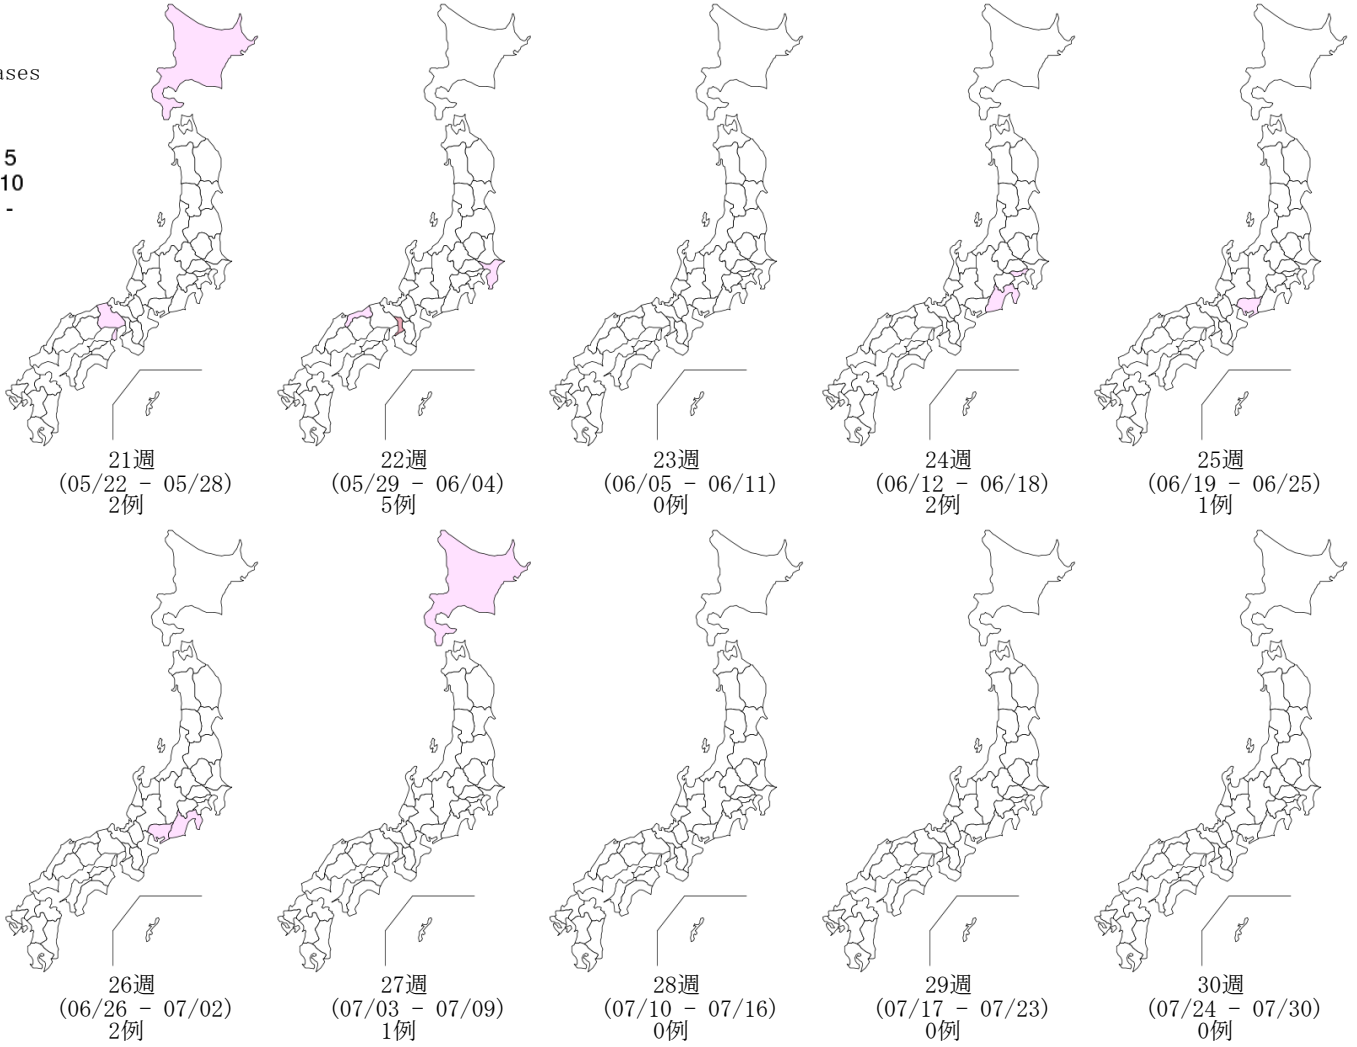 ases
5
10
-
21週
(05/22 - 05/28)
2例
22週
(05/29 - 06/04)
5例
23週
(06/05 - 06/11)
0例
24週
(06/12 - 06/18)
2例
25週
(06/19 - 06/25)
1例
26週
(06/26 - 07/02)
2例
27週
(07/03 - 07/09)
1例
28週
(07/10 - 07/16)
0例
29週
(07/17 - 07/23)
0例
30週
(07/24 - 07/30)
0例